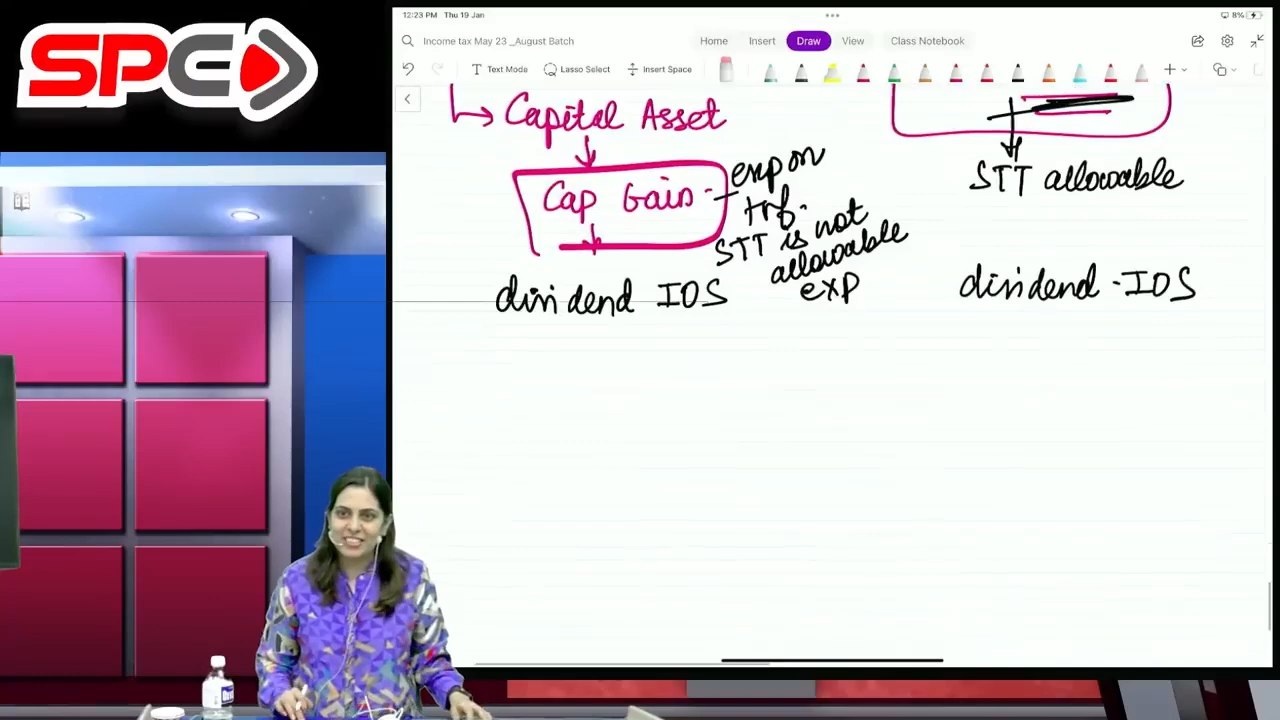 SPC
12:23 PM Thu 19 Jan
8%
Income tax May 23 _August Batch
Home Insert Draw View Class Notebook
Text Mode Lasso Select Insert Space
Capital Asset
Cap Gain
exp on
trf.
STT is not
allowable
exp
dividend IOS
STT allowable
dividend - IOS